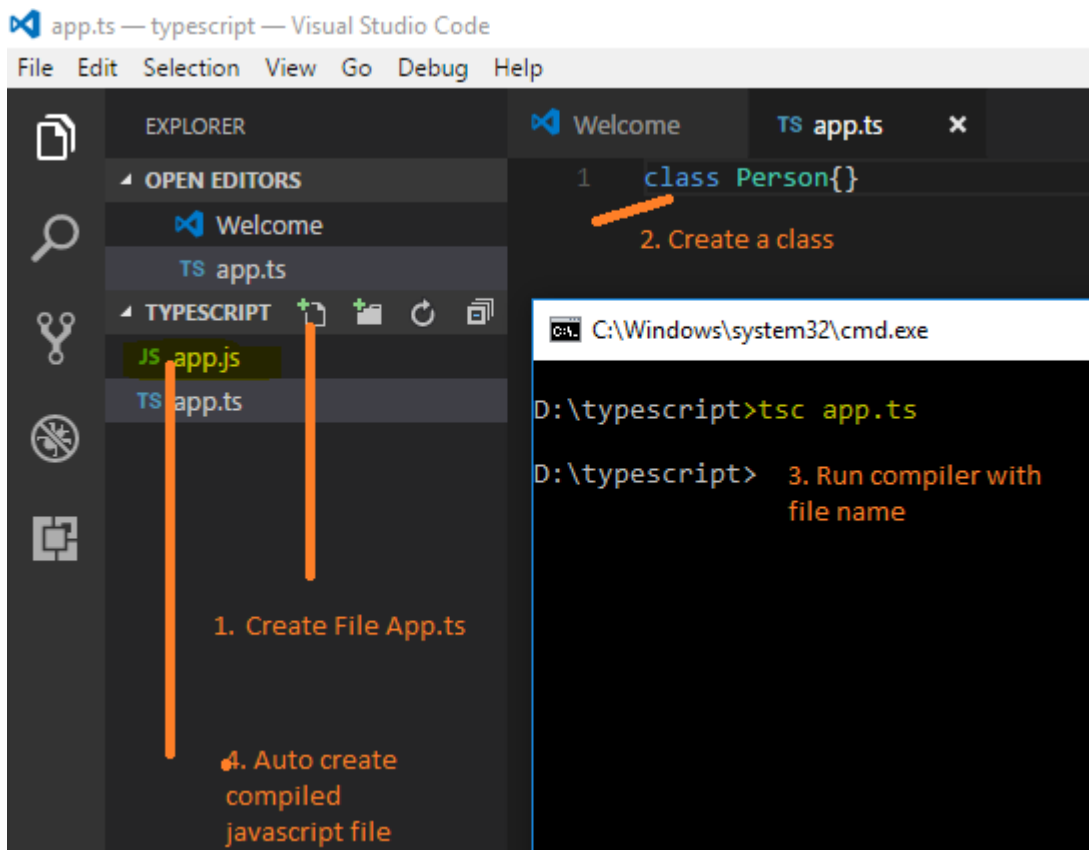 app.ts — typescript — Visual Studio Code
File Edit Selection View Go Debug Help
EXPLORER
OPEN EDITORS
Welcome
TS app.ts
TYPESCRIPT
JS app.js
TS app.ts
Welcome
TS app.ts ×
1 class Person{}
2. Create a class
C:\Windows\system32\cmd.exe
D:\typescript>tsc app.ts
D:\typescript>
3. Run compiler with
file name
1. Create File App.ts
4. Auto create
compiled
javascript file